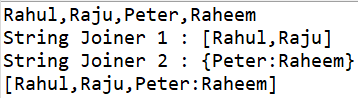 Rahul,Raju,Peter,Raheem
String Joiner 1 : [Rahul,Raju]
String Joiner 2 : {Peter:Raheem}
[Rahul,Raju,Peter:Raheem]